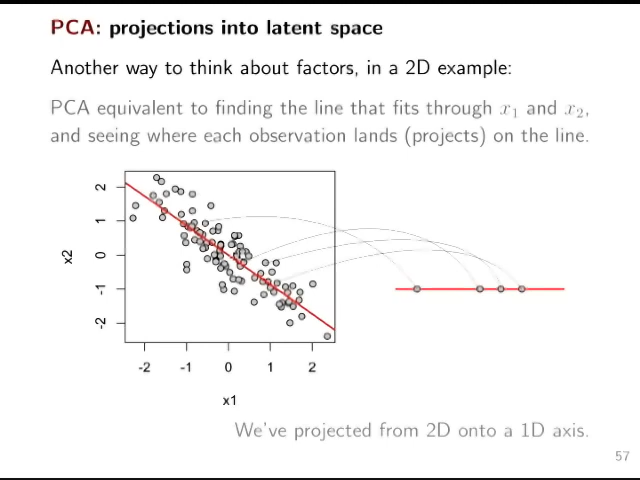 PCA: projections into latent space
Another way to think about factors, in a 2D example:
PCA equivalent to finding the line that fits through x₁ and x₂,
and seeing where each observation lands (projects) on the line.
2
1
0
-1
-2
x2
-2 -1 0 1 2
x1
We've projected from 2D onto a 1D axis.
57